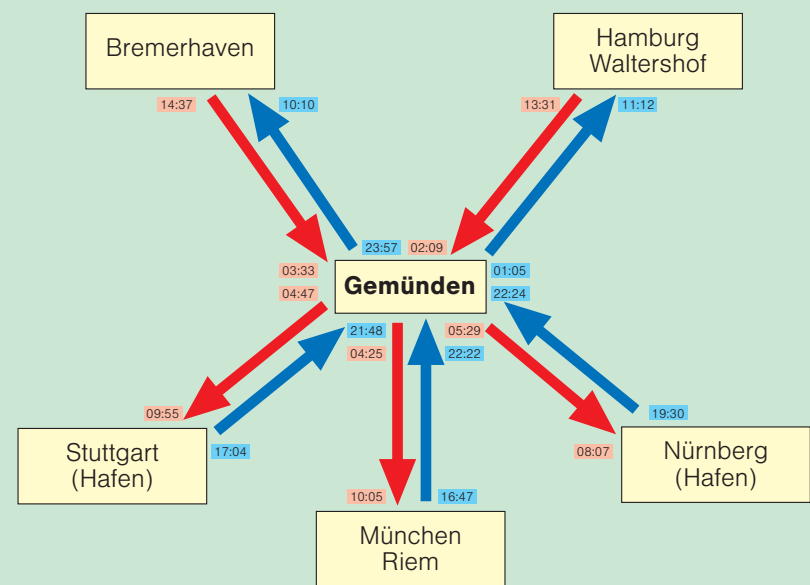 Bremerhaven
Hamburg
Waltershof
14:37
10:10
13:31
11:12
23:57
02:09
03:33
04:47
Gemünden
01:05
22:24
21:48
04:25
05:29
22:22
09:55
17:04
19:30
08:07
Stuttgart
(Hafen)
Nürnberg
(Hafen)
10:05
16:47
München
Riem